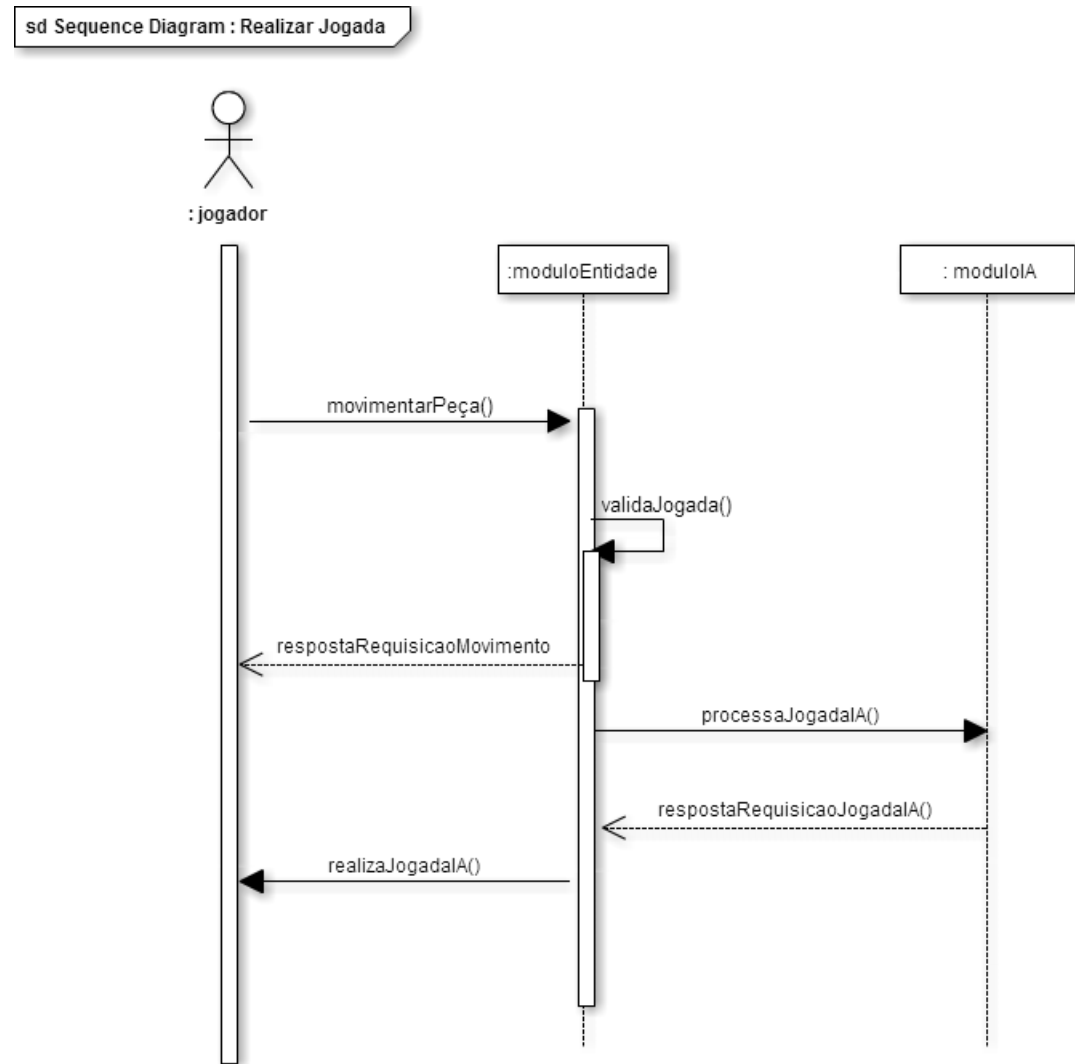 sd Sequence Diagram : Realizar Jogada
: jogador
:moduloEntidade
: moduloIA
movimentarPeça()
validaJogada()
respostaRequisicaoMovimento
processaJogadaIA()
respostaRequisicaoJogadaIA()
realizaJogadaIA()